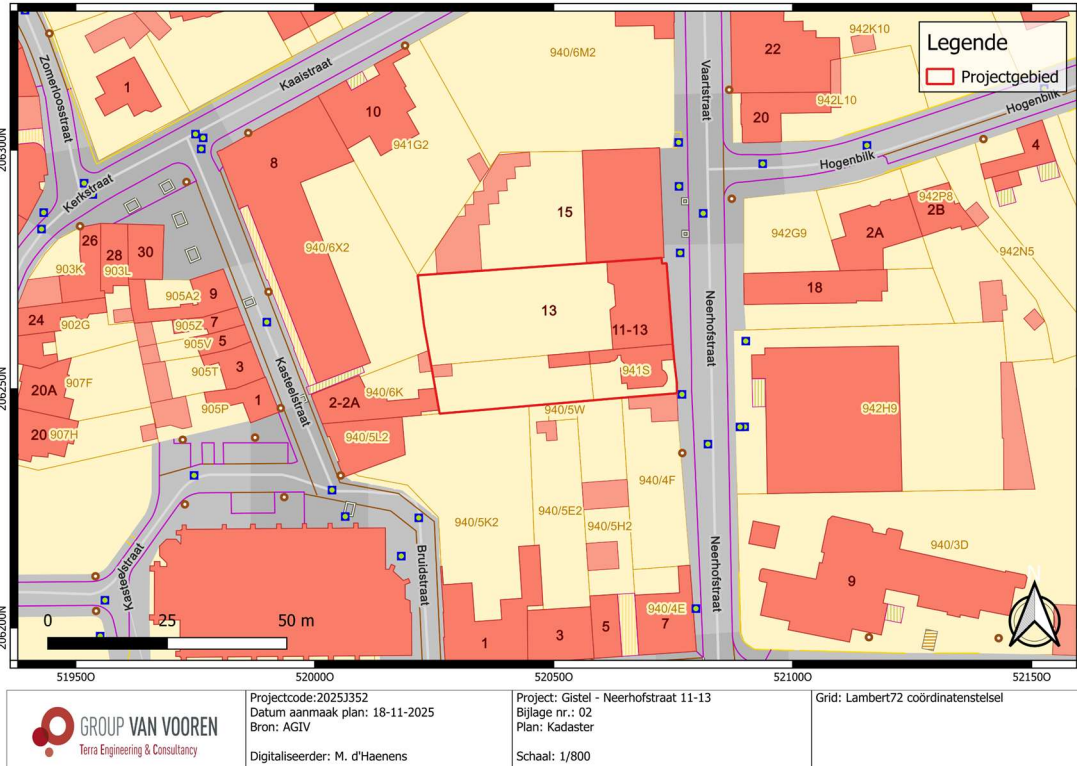 Legende
Projectgebied
Zomerloosstraat
Kaaistraat
Kerkstraat
Vaartstraat
Hogenbilk
Hogenbilk
Neerhofstraat
Neerhofstraat
Kasteelstraat
Kasteelstraat
Bruidstraat
1
10
8
22
20
4
15
13
11-13
2A
2B
18
26
28
30
9
7
5
3
1
24
20A
20
2-2A
1
3
5
7
9
940/6M2
942K10
942L10
941G2
940/6X2
942G9
942P8
942N5
903K
903L
905A2
902G
905Z
905V
905T
907F
905P
907H
940/6K
941S
940/5W
940/5L2
942H9
940/4F
940/5K2
940/5E2
940/5H2
940/3D
940/4E
0 25 50 m
N
206300N
206250N
206200N
519500 520000 520500 521000 521500
GROUP VAN VOOREN
Terra Engineering & Consultancy
Projectcode:2025J352
Datum aanmaak plan: 18-11-2025
Bron: AGIV
Digitaliseerder: M. d'Haenens
Project: Gistel - Neerhofstraat 11-13
Bijlage nr.: 02
Plan: Kadaster
Schaal: 1/800
Grid: Lambert72 coördinatenstelsel